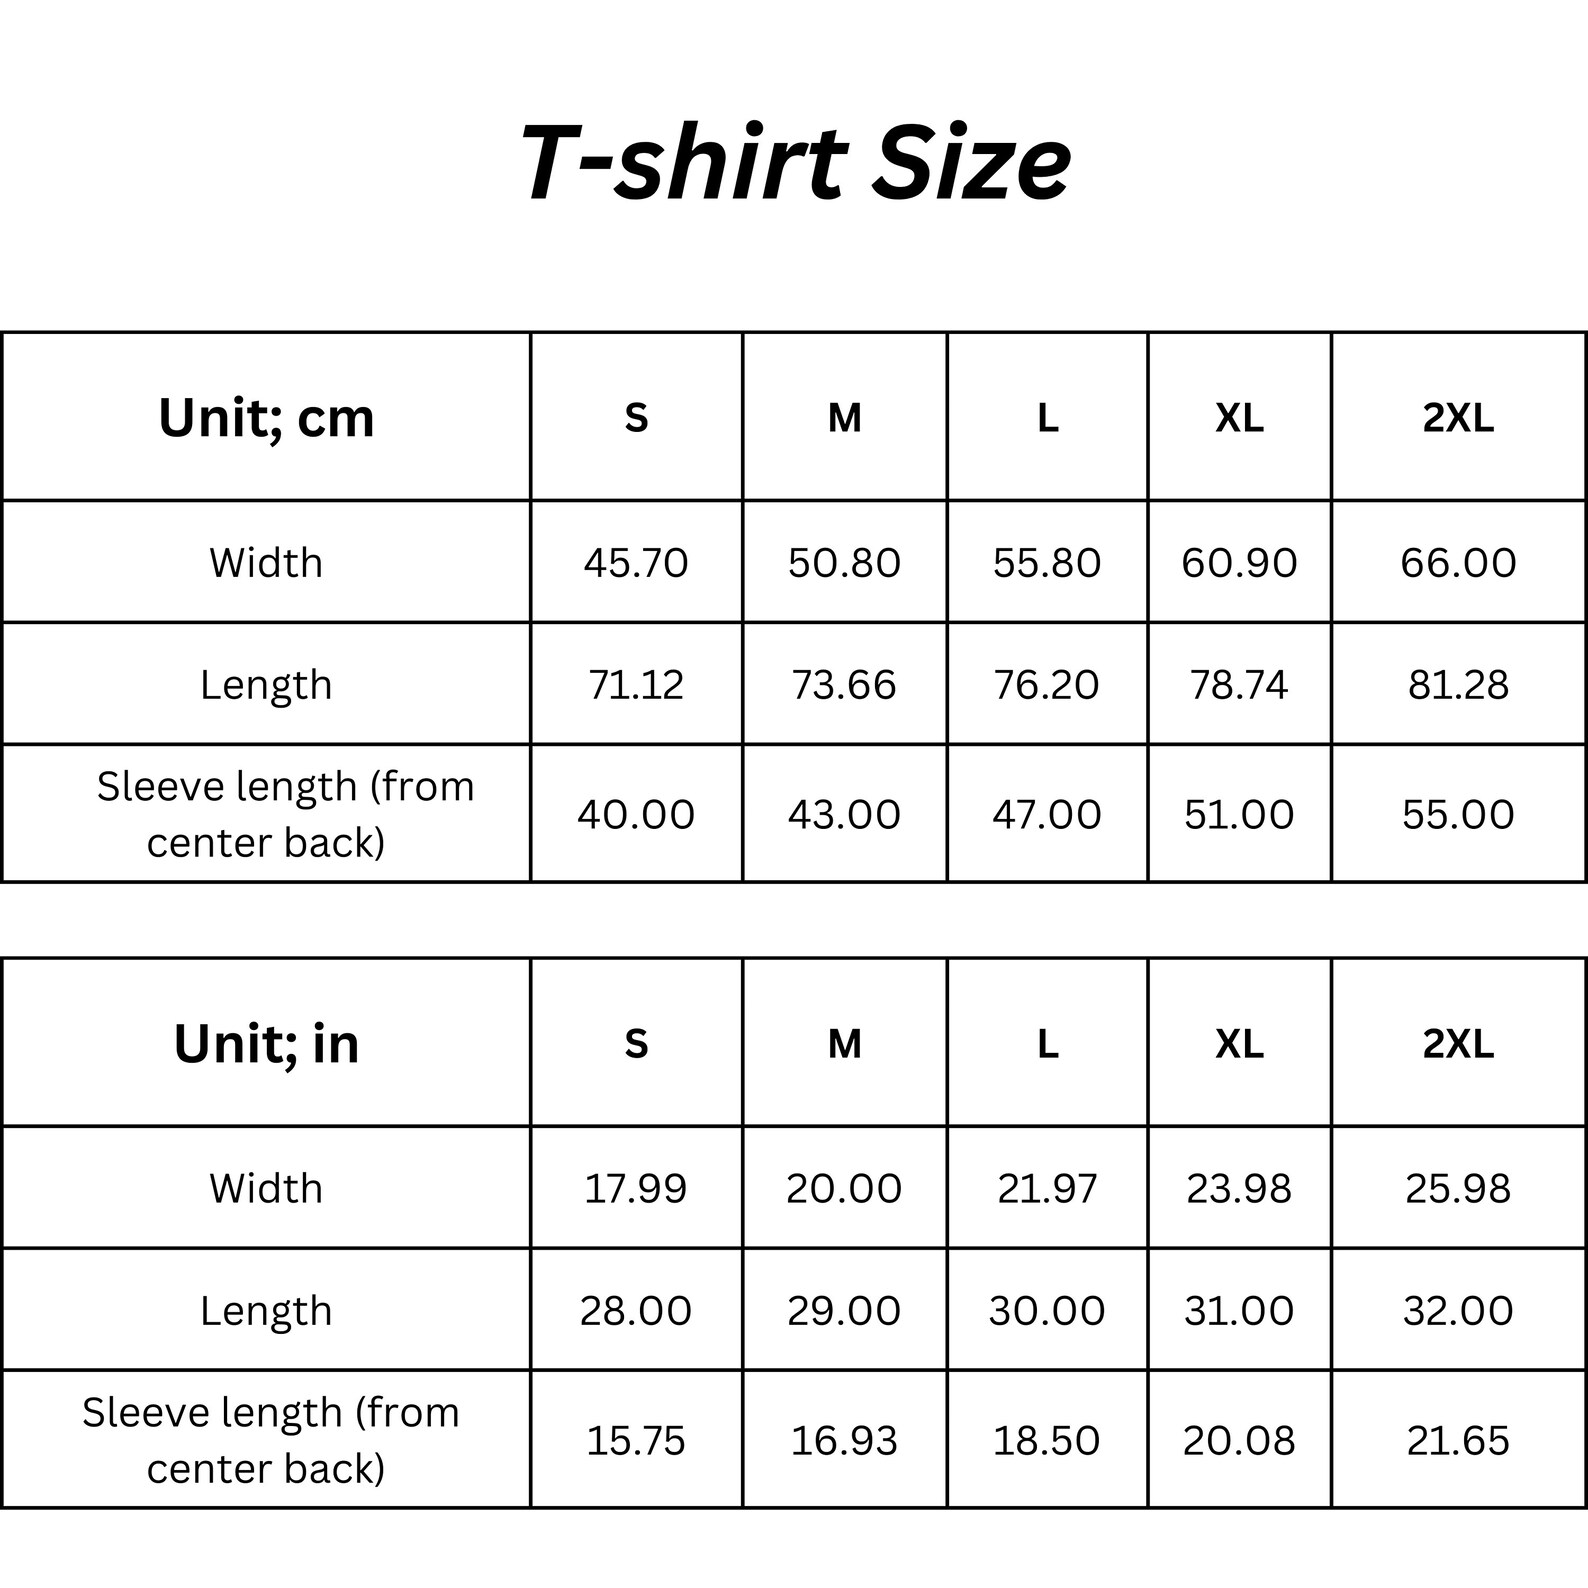 T-shirt Size
Unit; cm S M L XL 2XL
Width 45.70 50.80 55.80 60.90 66.00
Length 71.12 73.66 76.20 78.74 81.28
Sleeve length (from
center back) 40.00 43.00 47.00 51.00 55.00
Unit; in S M L XL 2XL
Width 17.99 20.00 21.97 23.98 25.98
Length 28.00 29.00 30.00 31.00 32.00
Sleeve length (from
center back) 15.75 16.93 18.50 20.08 21.65